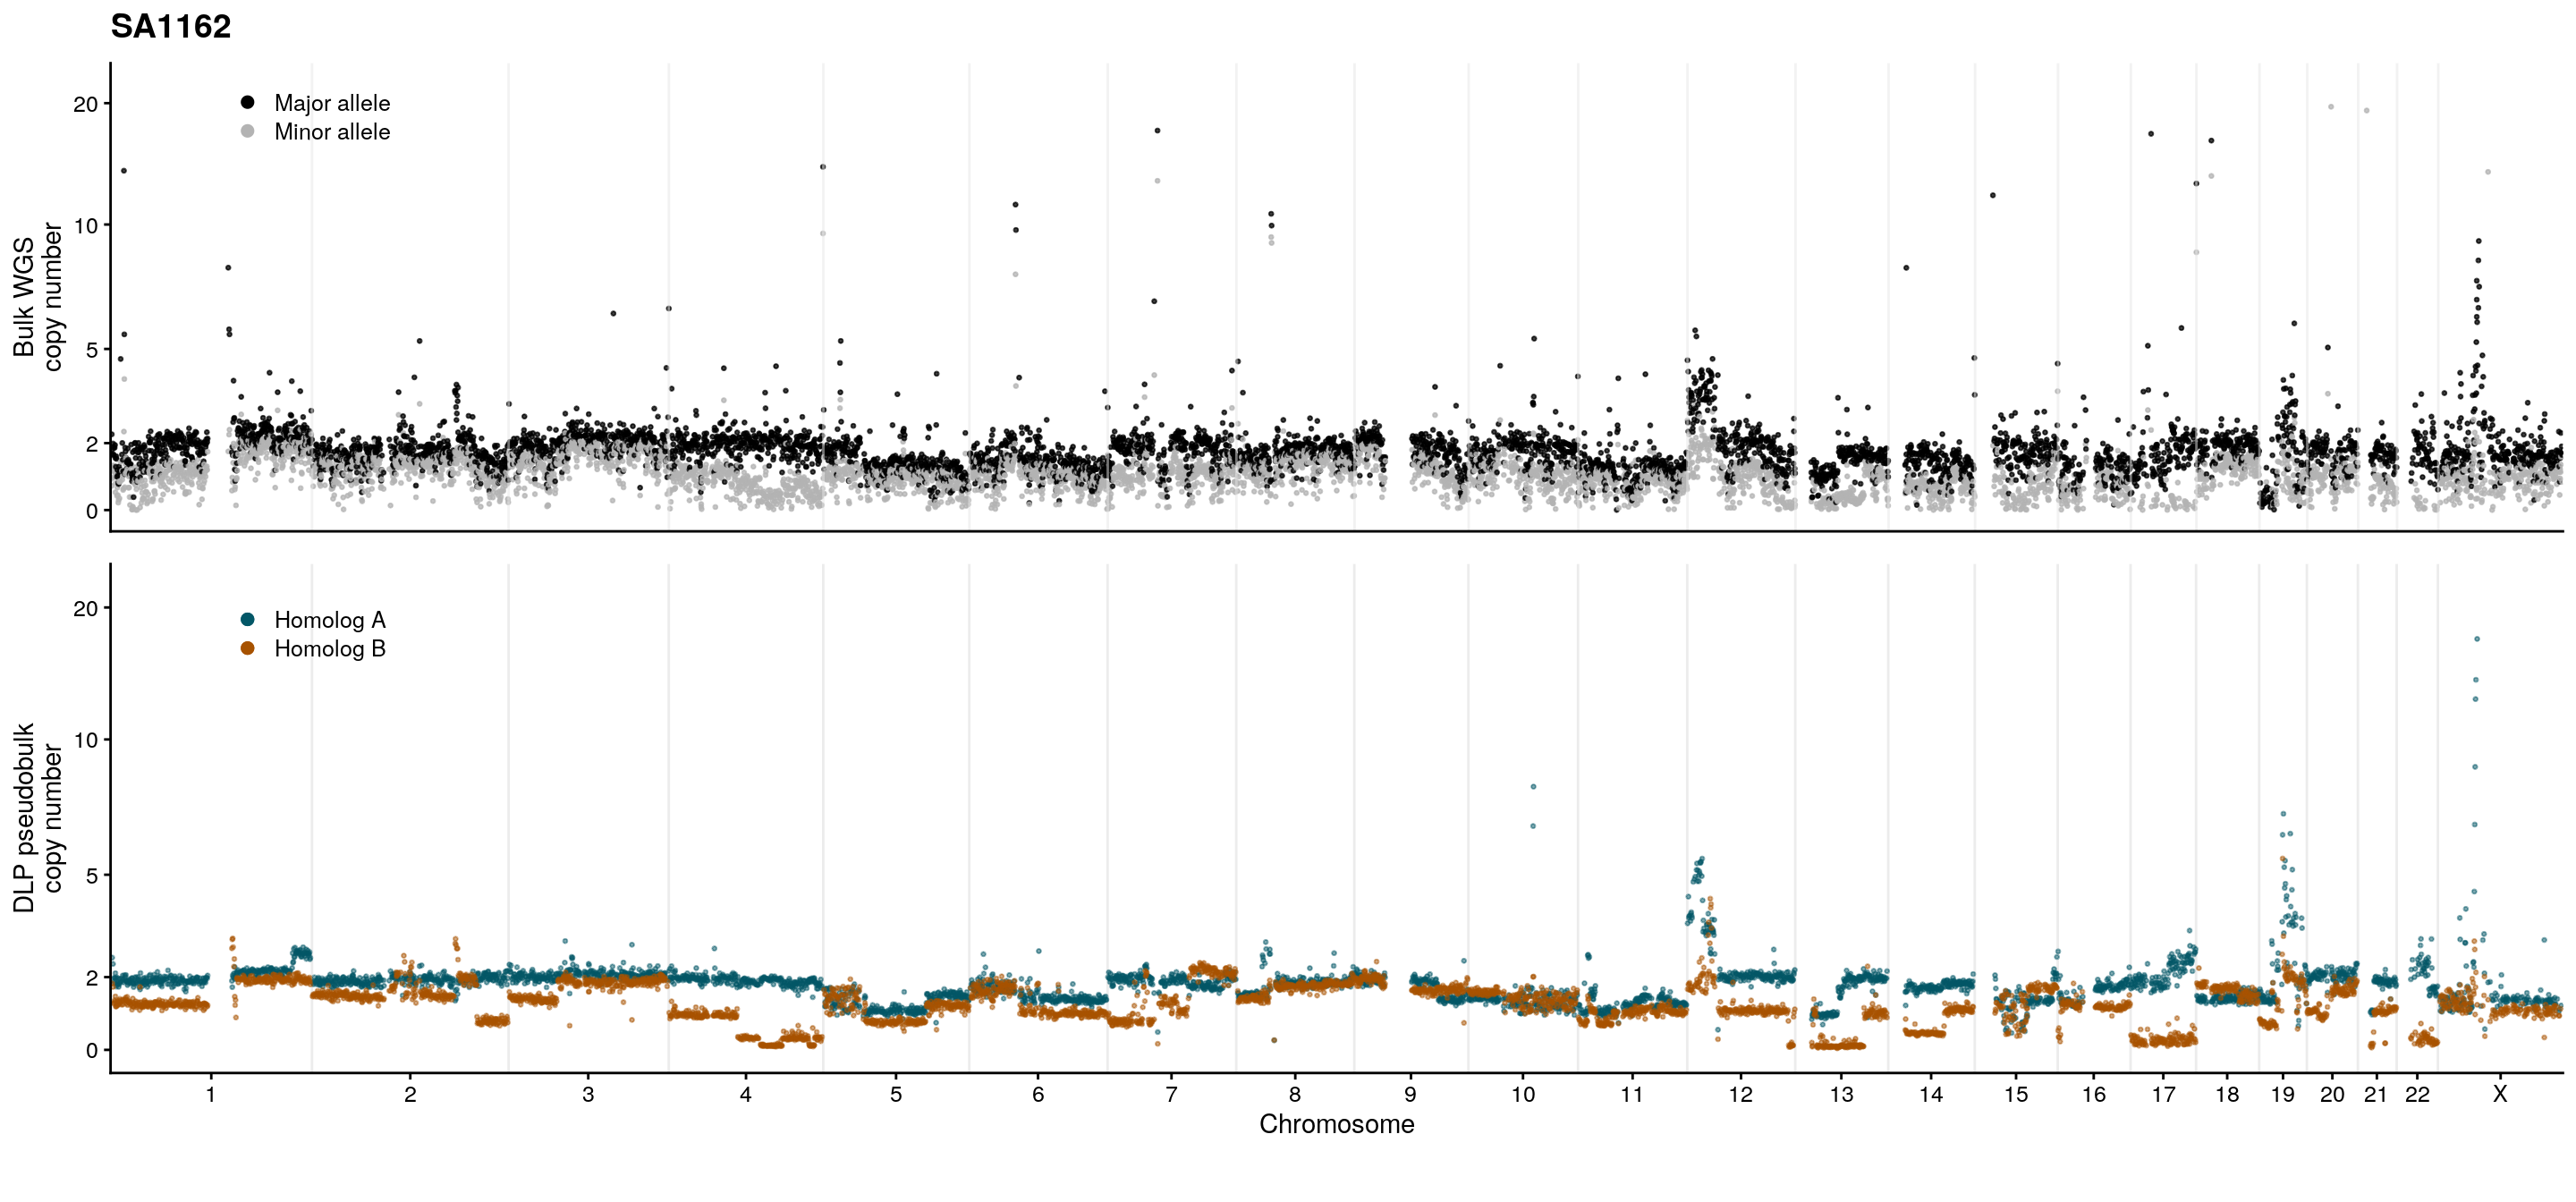 SA1162
Bulk WGS
copy number
20
10
5
2
0
Major allele
Minor allele
DLP pseudobulk
copy number
20
10
5
2
0
Homolog A
Homolog B
1 2 3 4 5 6 7 8 9 10 11 12 13 14 15 16 17 18 19 20 21 22 X
Chromosome